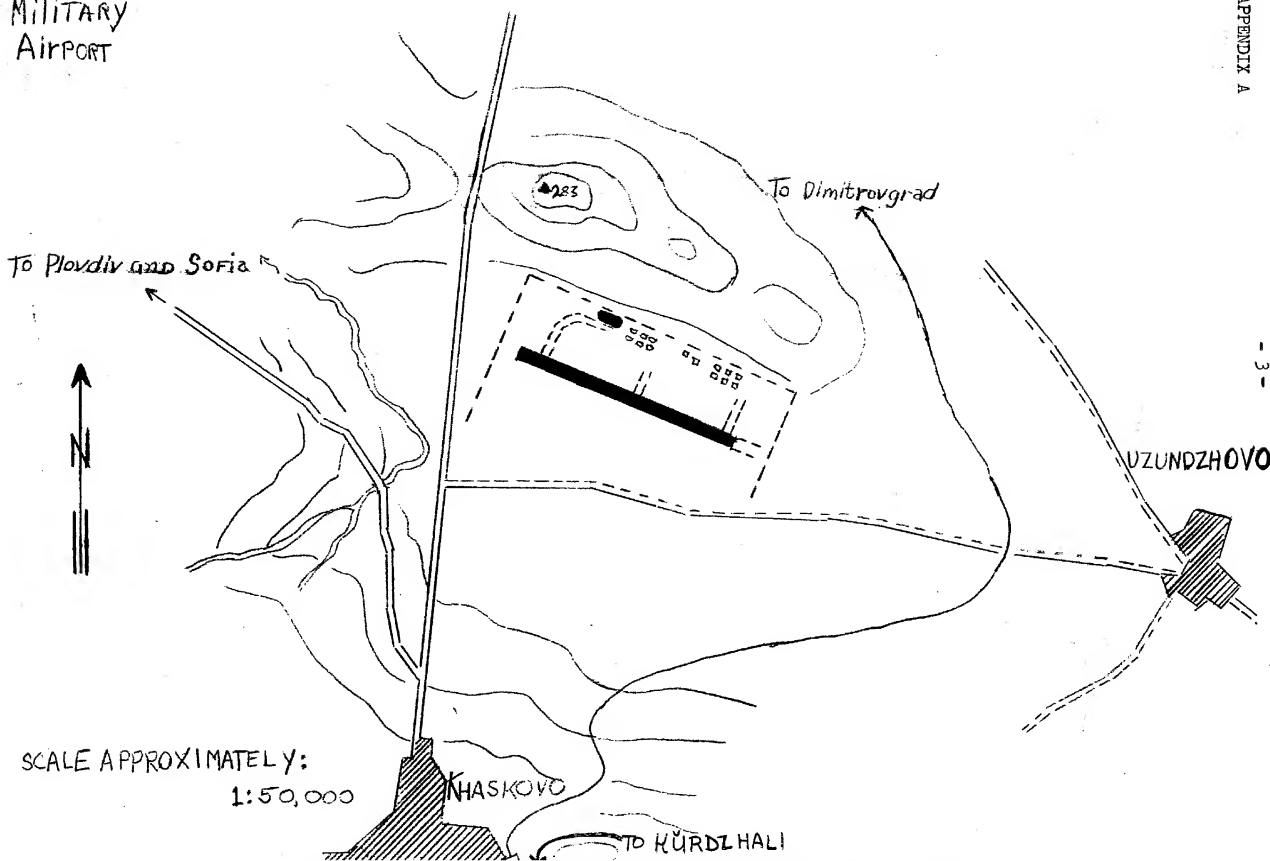 MiLiTARY
AirPORT
APPENDIX A
283
To Dimitrovgrad
To Plovdiv and Sofia
- 3 -
N
UZUNDZHOVO
SCALE APPROXIMATELY:
1:50,000
KHASKOVO
TO KŬRDZHALI